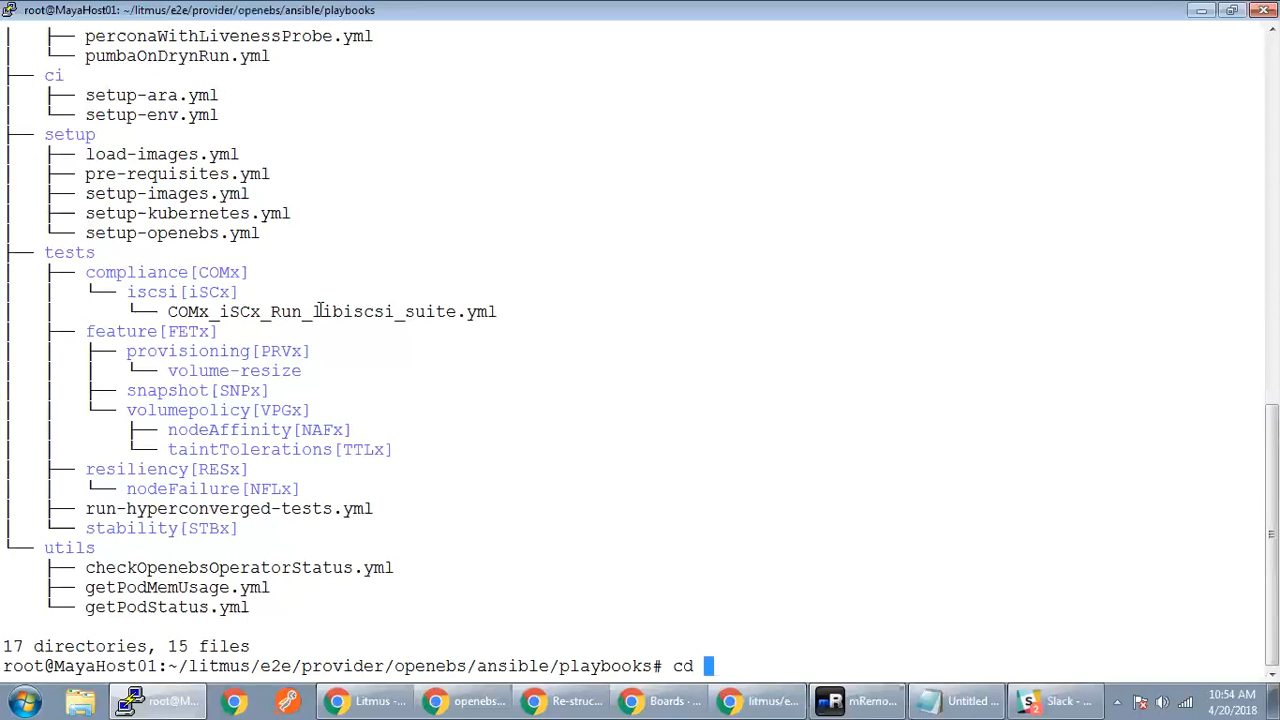 root@MayaHost01: ~/litmus/e2e/provider/openebs/ansible/playbooks
│   ├── perconaWithLivenessProbe.yml
│   └── pumbaOnDrynRun.yml
├── ci
│   ├── setup-ara.yml
│   └── setup-env.yml
├── setup
│   ├── load-images.yml
│   ├── pre-requisites.yml
│   ├── setup-images.yml
│   ├── setup-kubernetes.yml
│   └── setup-openebs.yml
├── tests
│   ├── compliance[COMx]
│   │   └── iscsi[iSCx]
│   │       └── COMx_iSCx_Run_libiscsi_suite.yml
│   ├── feature[FETx]
│   │   ├── provisioning[PRVx]
│   │   │   └── volume-resize
│   │   ├── snapshot[SNPx]
│   │   └── volumepolicy[VPGx]
│   │       ├── nodeAffinity[NAFx]
│   │       └── taintTolerations[TTLx]
│   ├── resiliency[RESx]
│   │   └── nodeFailure[NFLx]
│   ├── run-hyperconverged-tests.yml
│   └── stability[STBx]
└── utils
    ├── checkOpenebsOperatorStatus.yml
    ├── getPodMemUsage.yml
    └── getPodStatus.yml
17 directories, 15 files
root@MayaHost01:~/litmus/e2e/provider/openebs/ansible/playbooks# cd
root@M... Litmus -... openebs... Re-struc... Boards - ... litmus/e... mRemo... Untitled ... Slack - ...
10:54 AM
4/20/2018